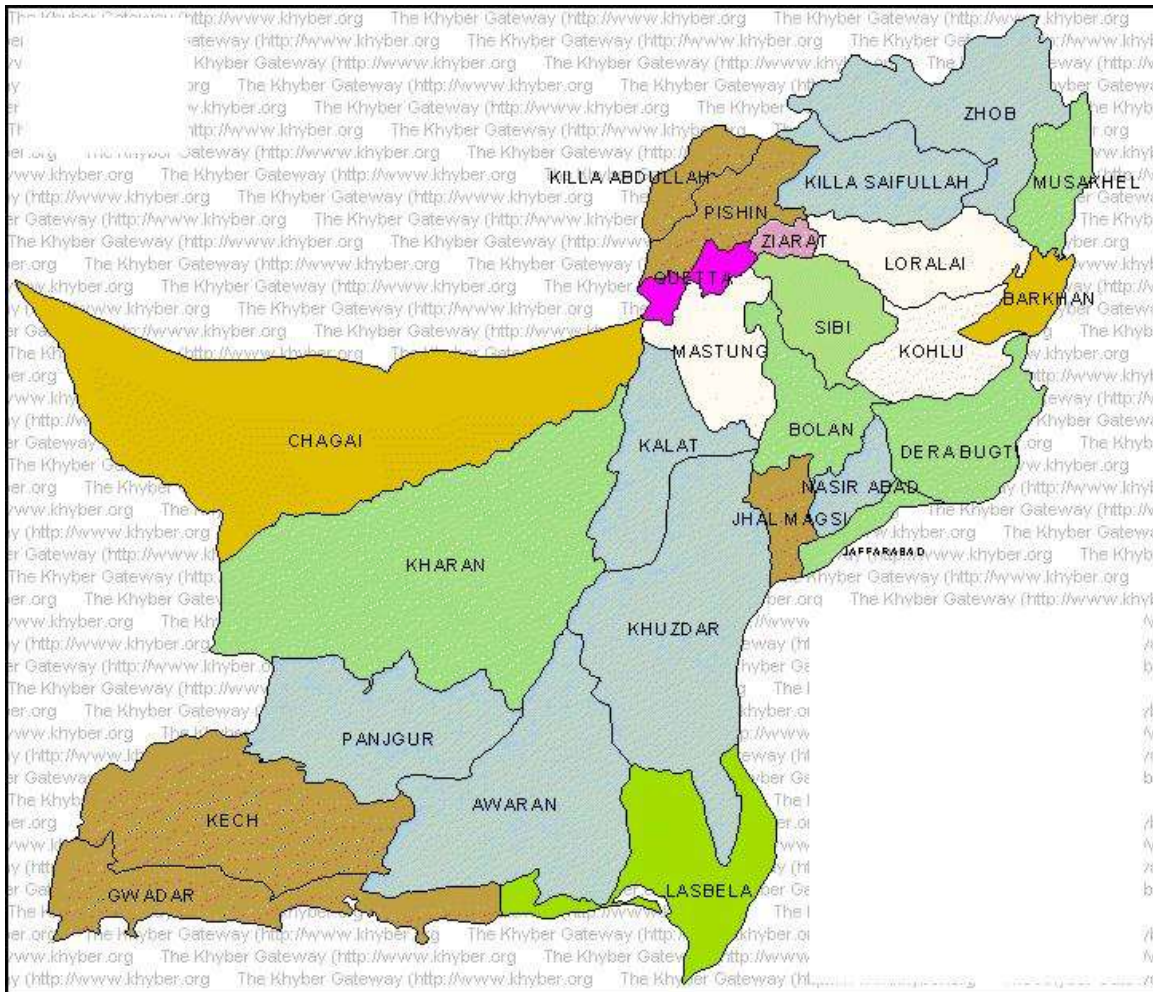 The Khyber Gateway (http://www.khyber.org
ZHOB
KILLA ABDULLAH
KILLA SAIFULLAH
MUSAKHEL
PISHIN
ZIARAT
QUETTA
LORALAI
BARKHAN
SIBI
MASTUNG
KOHLU
CHAGAI
KALAT
BOLAN
DERA BUGTI
NASIR ABAD
JHAL MAGSI
JAFFARABAD
KHARAN
KHUZDAR
PANJGUR
AWARAN
KECH
GWADAR
LASBELA